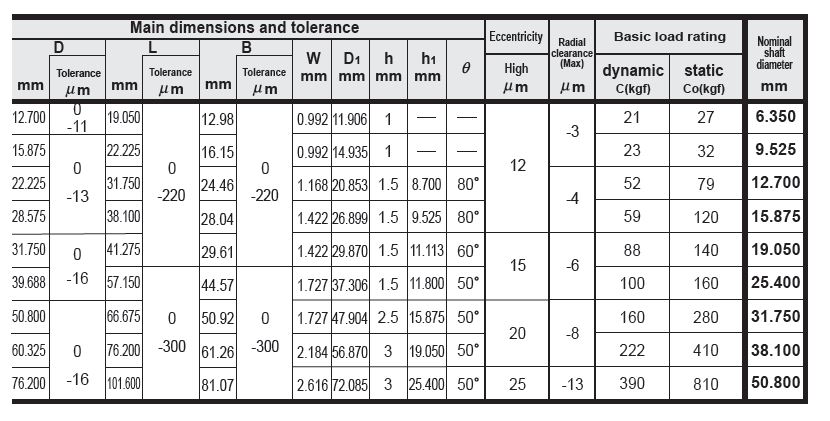 Main dimensions and tolerance Eccentricity Radial clearance (Max) Basic load rating Nominal shaft diameter
D L B W D1 h h1 θ
mm Tolerance μm mm Tolerance μm mm Tolerance μm mm mm mm mm High μm μm dynamic C(kgf) static Co(kgf) mm
12.700 0 -11 19.050 12.98 0.992 11.906 1 — — 21 27 6.350
-3
15.875 22.225 16.15 0.992 14.935 1 — — 23 32 9.525
0 0 0 12
22.225 -13 31.750 -220 24.46 -220 1.168 20.853 1.5 8.700 80° 52 79 12.700
-4
28.575 38.100 28.04 1.422 26.899 1.5 9.525 80° 59 120 15.875
31.750 0 41.275 29.61 1.422 29.870 1.5 11.113 60° 88 140 19.050
15 -6
39.688 -16 57.150 44.57 1.727 37.306 1.5 11.800 50° 100 160 25.400
50.800 66.675 0 50.92 0 1.727 47.904 2.5 15.875 50° 160 280 31.750
20 -8
60.325 0 76.200 -300 61.26 -300 2.184 56.870 3 19.050 50° 222 410 38.100
76.200 -16 101.600 81.07 2.616 72.085 3 25.400 50° 25 -13 390 810 50.800